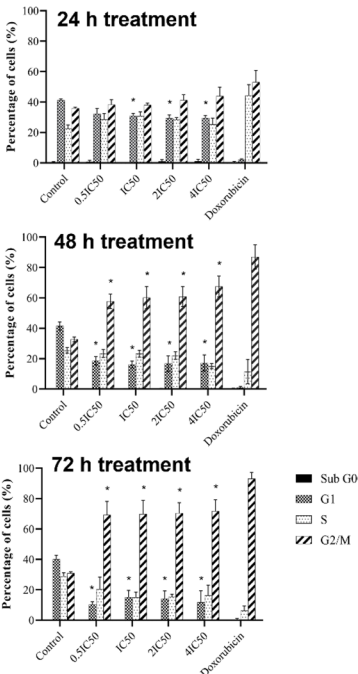 24 h treatment
Percentage of cells (%)
100
80
60
40
20
0
*
*
*
Control
0.5IC50
IC50
2IC50
4IC50
Doxorubicin
48 h treatment
Percentage of cells (%)
100
80
60
40
20
0
*
*
*
*
*
*
*
*
Control
0.5IC50
IC50
2IC50
4IC50
Doxorubicin
72 h treatment
Percentage of cells (%)
100
80
60
40
20
0
*
*
*
*
*
*
*
*
Control
0.5IC50
IC50
2IC50
4IC50
Doxorubicin
Sub G0
G1
S
G2/M